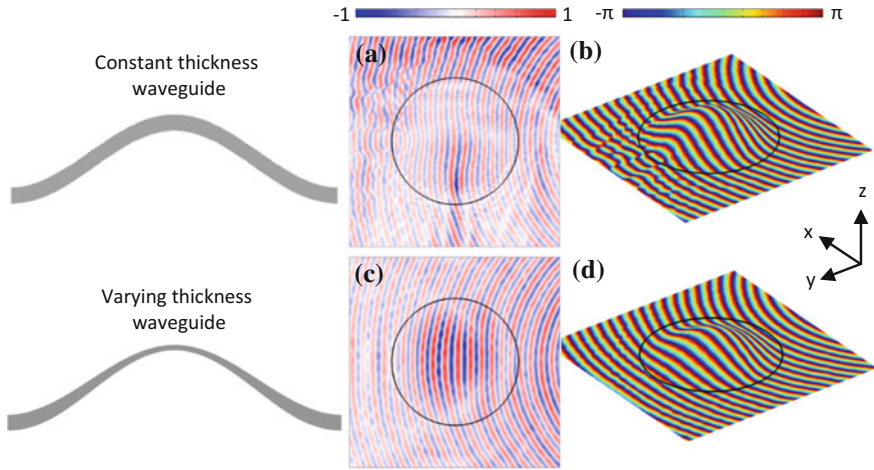 -1 1 -π π
Constant thickness
waveguide
(a) (b)
z
x
y
Varying thickness
waveguide
(c) (d)